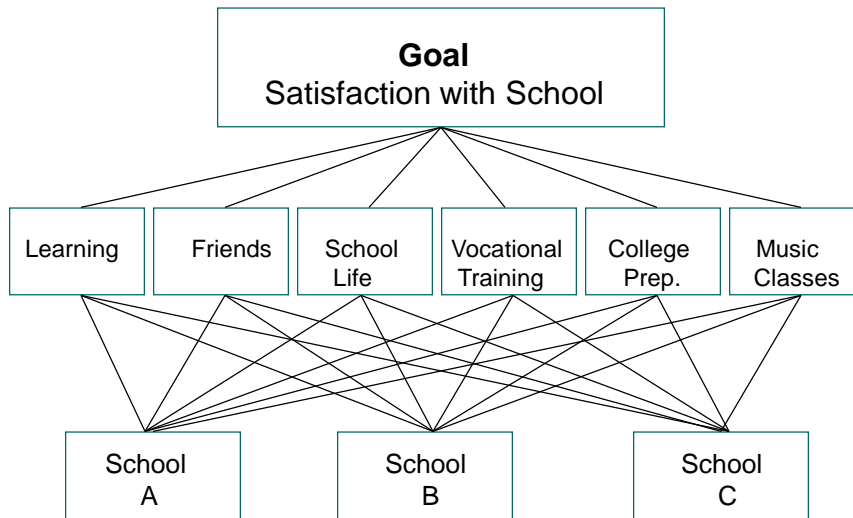 Goal
Satisfaction with School
Learning
Friends
School
Life
Vocational
Training
College
Prep.
Music
Classes
School
A
School
B
School
C